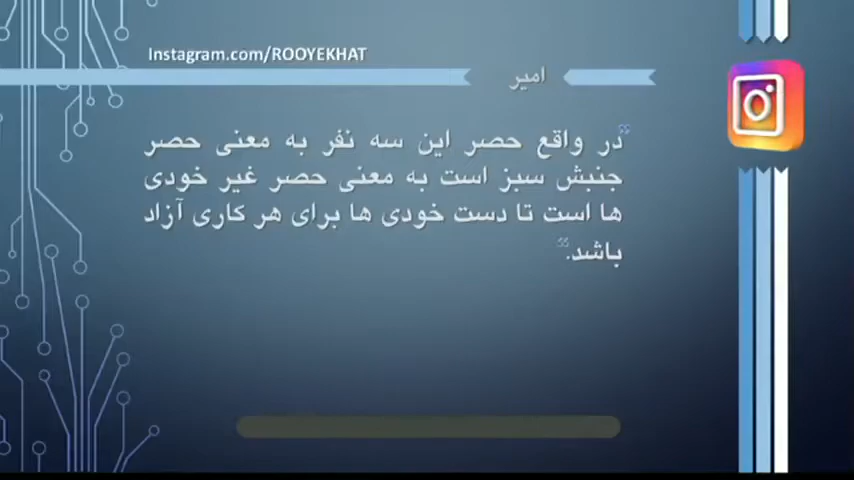 Instagram.com/ROOYEKHAT
امیر
"در واقع حصر این سه نفر به معنی حصر
جنبش سبز است به معنی حصر غیر خودی
ها است تا دست خودی ها برای هر کاری آزاد
باشد."